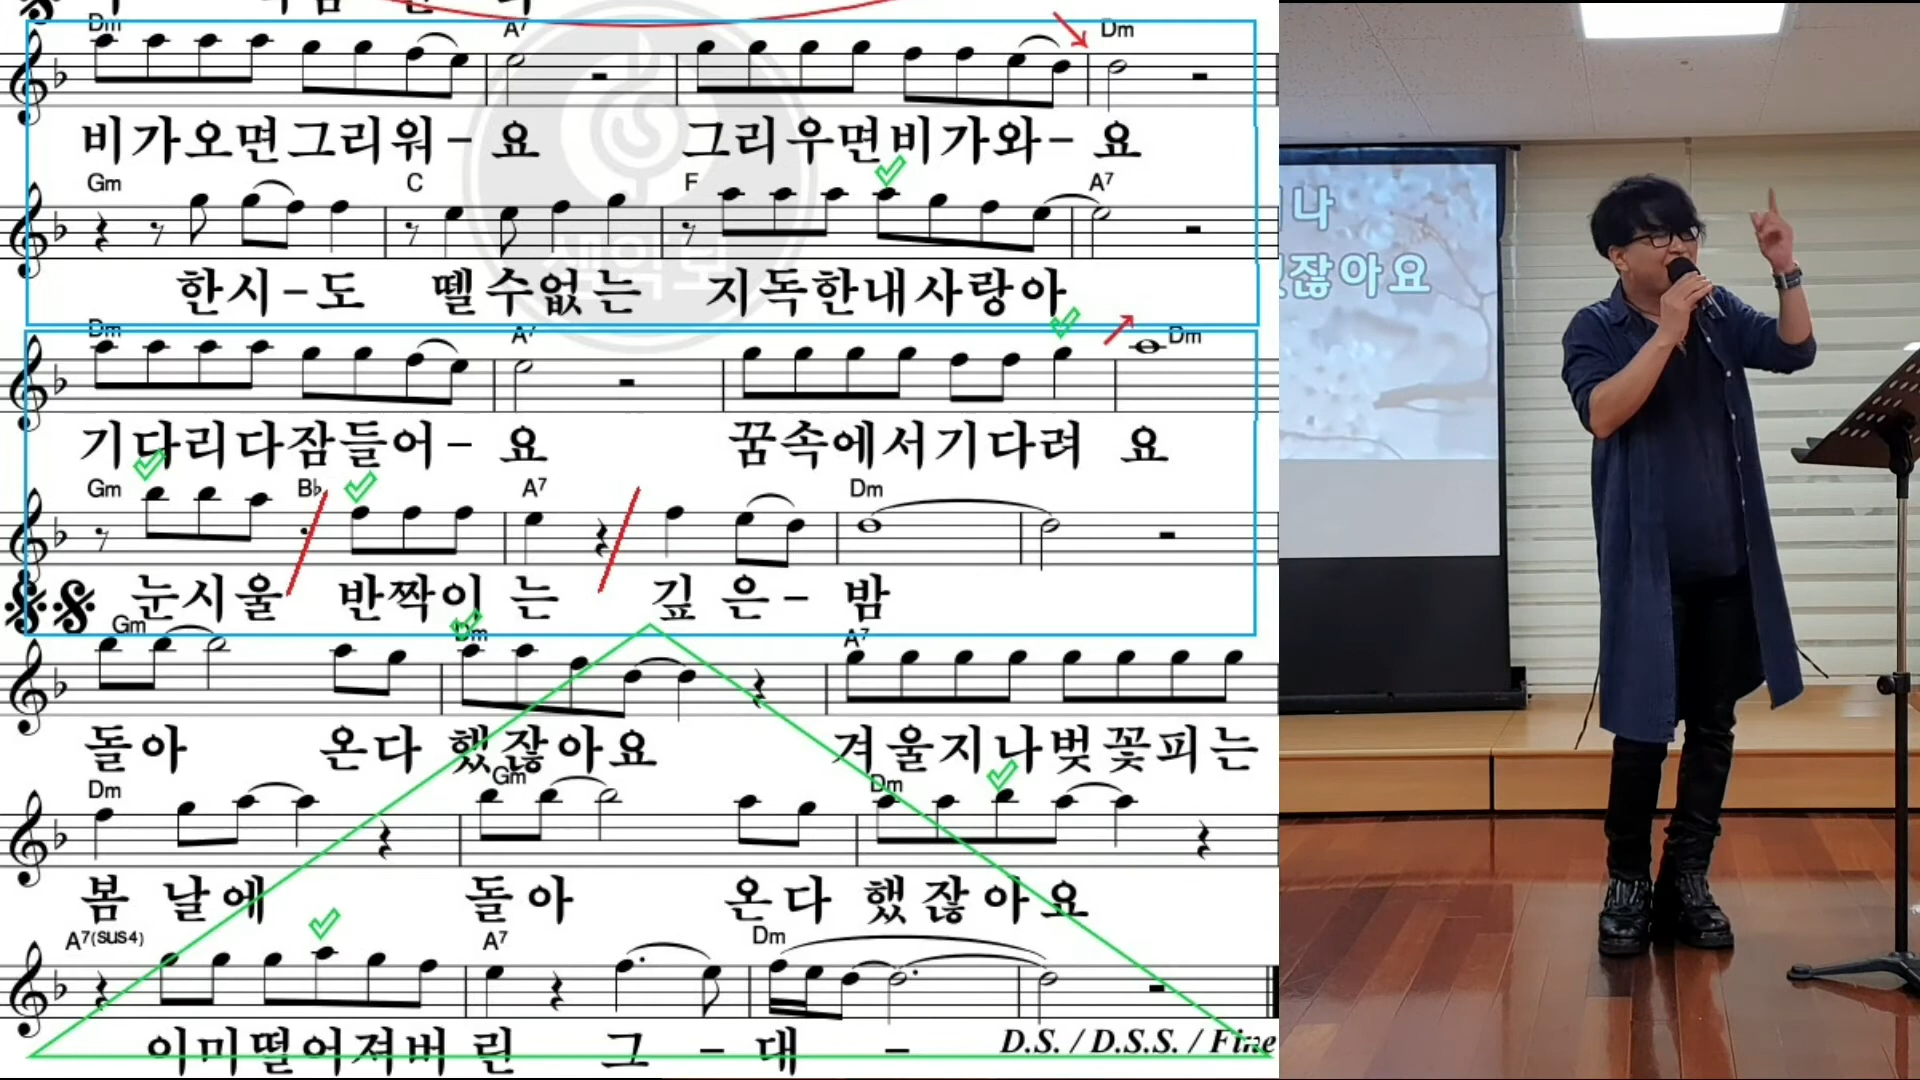 Dm A7 Dm
비가오면그리워- 요 그리우면비가와- 요
Gm C F A7
한시-도 뗄수없는 지독한내사랑아
Dm A7 Dm
기다리다잠들어- 요 꿈속에서기다려 요
Gm B♭ A7 Dm
눈시울 반짝이 는 깊 은- 밤
Gm Dm A7
돌아 온다 했잖아요 겨울지나벚꽃피는
Dm Gm Dm
봄 날에 돌아 온다 했잖아요
A7(SUS4) A7 Dm
이미떨어져버 린 그 - 대 -
D.S. / D.S.S. / Fine
나
잖아요